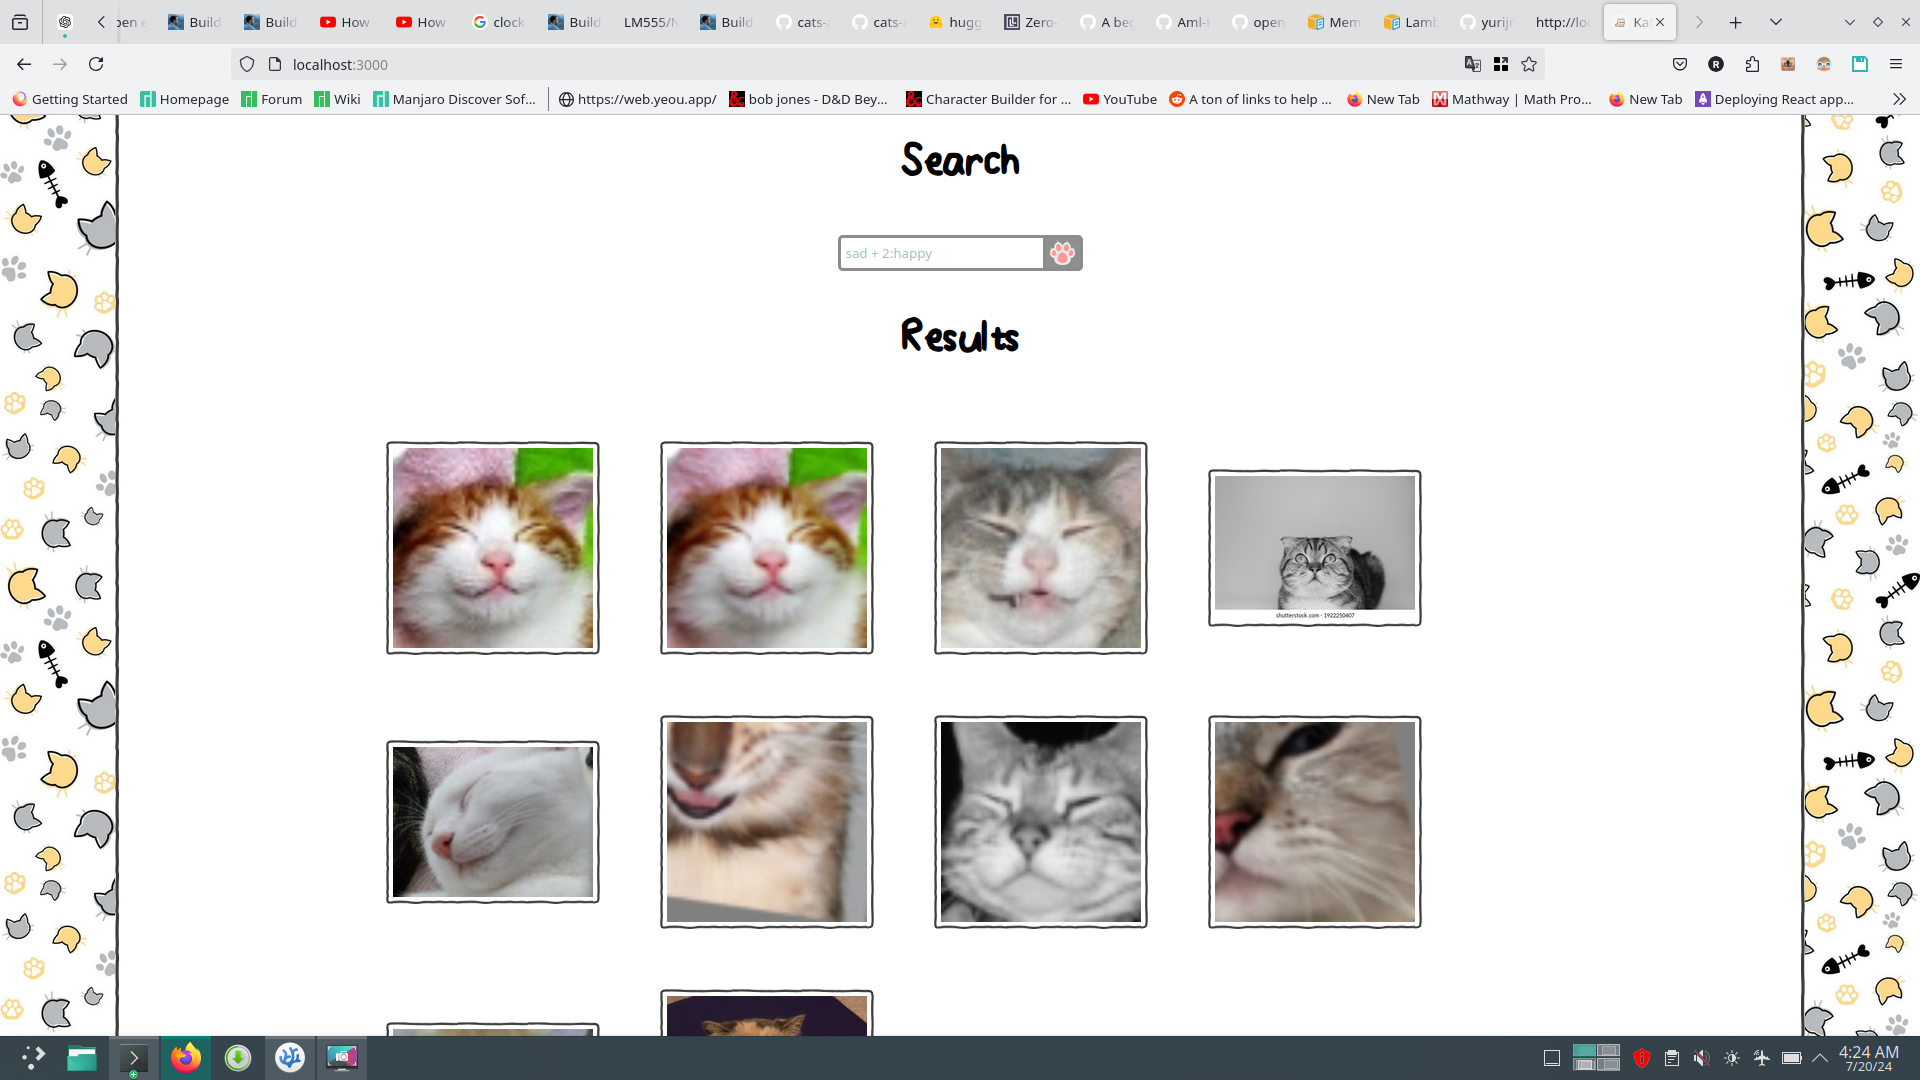 Build
Build
How
How
clock
Build
LM555/N
Build
cats-
cats-
hugg
Zero-
A be
Aml-
open
Mem
Lamb
yurij
http://loc
Ka
localhost:3000
Getting Started
Homepage
Forum
Wiki
Manjaro Discover Sof...
https://web.yeou.app/
bob jones - D&D Bey...
Character Builder for ...
YouTube
A ton of links to help ...
New Tab
Mathway | Math Pro...
New Tab
Deploying React app...
Search
sad + 2:happy
Results
shutterstock.com · 1922250407
4:24 AM
7/20/24